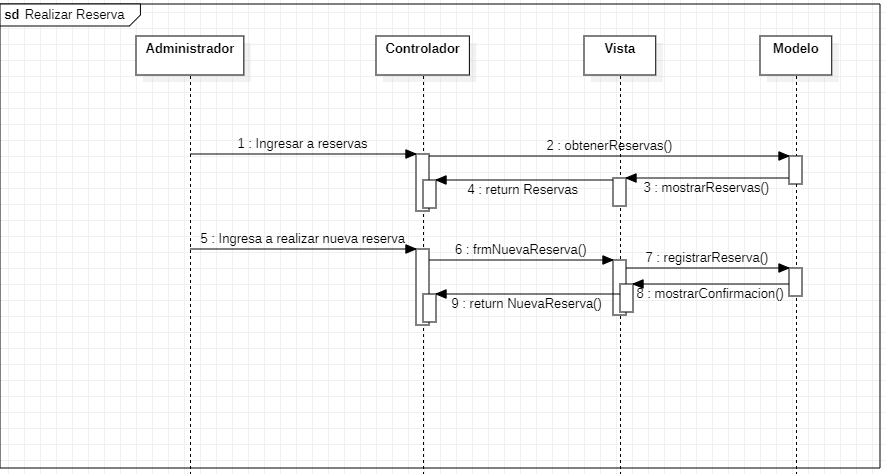 sd Realizar Reserva
Administrador
Controlador
Vista
Modelo
1 : Ingresar a reservas
2 : obtenerReservas()
3 : mostrarReservas()
4 : return Reservas
5 : Ingresa a realizar nueva reserva
6 : frmNuevaReserva()
7 : registrarReserva()
8 : mostrarConfirmacion()
9 : return NuevaReserva()